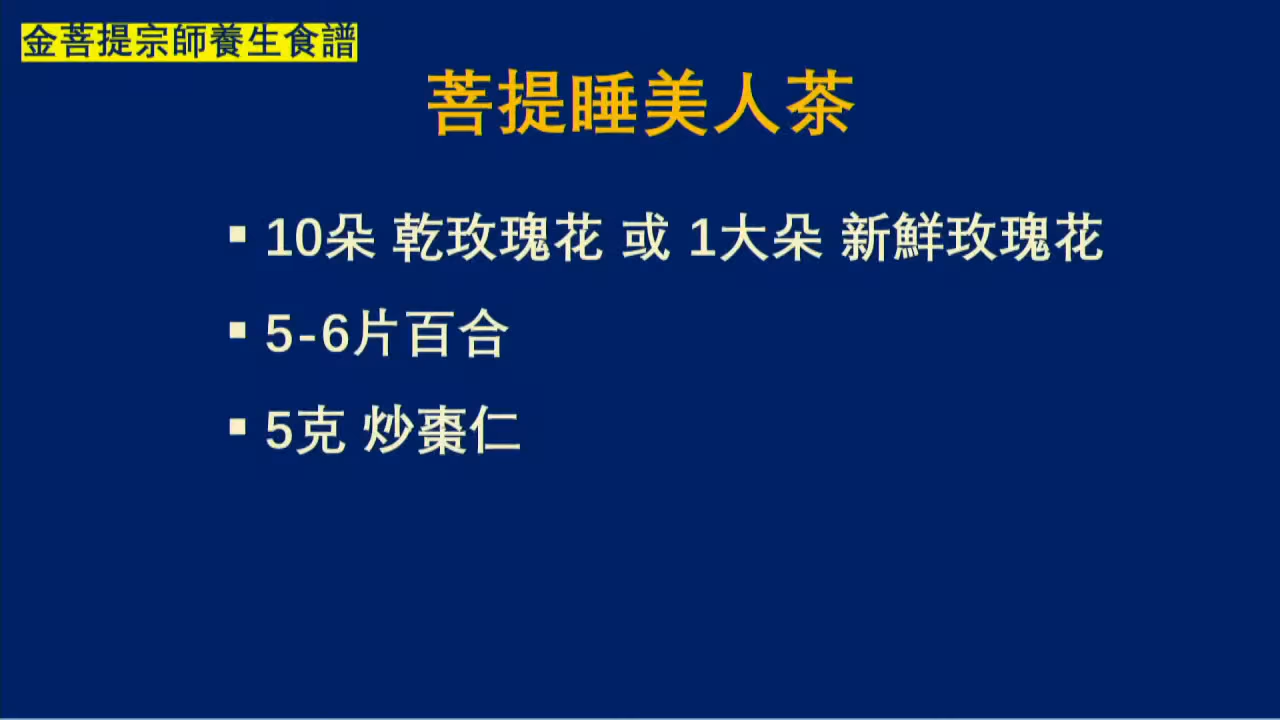 金菩提宗師養生食譜
菩提睡美人茶
▪ 10朵 乾玫瑰花 或 1大朵 新鮮玫瑰花
▪ 5-6片百合
▪ 5克 炒棗仁